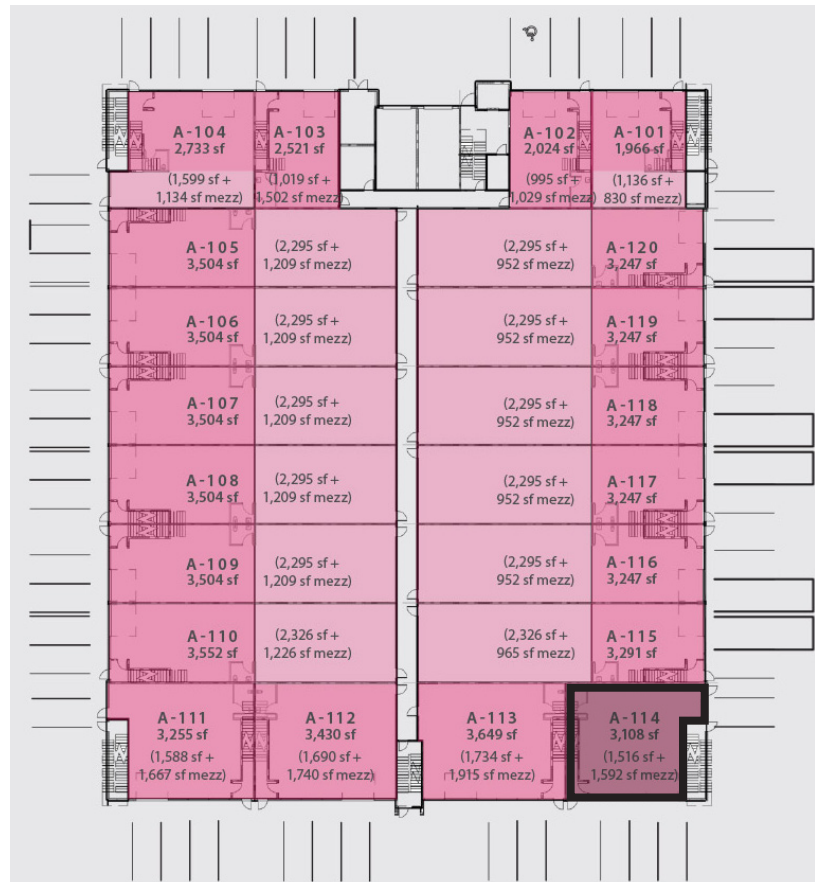 A-104
2,733 sf
(1,599 sf +
1,134 sf mezz)
A-103
2,521 sf
(1,019 sf +
1,502 sf mezz)
A-102
2,024 sf
(995 sf +
1,029 sf mezz)
A-101
1,966 sf
(1,136 sf +
830 sf mezz)
A-105
3,504 sf
(2,295 sf +
1,209 sf mezz)
(2,295 sf +
952 sf mezz)
A-120
3,247 sf
A-106
3,504 sf
(2,295 sf +
1,209 sf mezz)
(2,295 sf +
952 sf mezz)
A-119
3,247 sf
A-107
3,504 sf
(2,295 sf +
1,209 sf mezz)
(2,295 sf +
952 sf mezz)
A-118
3,247 sf
A-108
3,504 sf
(2,295 sf +
1,209 sf mezz)
(2,295 sf +
952 sf mezz)
A-117
3,247 sf
A-109
3,504 sf
(2,295 sf +
1,209 sf mezz)
(2,295 sf +
952 sf mezz)
A-116
3,247 sf
A-110
3,552 sf
(2,326 sf +
1,226 sf mezz)
(2,326 sf +
965 sf mezz)
A-115
3,291 sf
A-111
3,255 sf
(1,588 sf +
1,667 sf mezz)
A-112
3,430 sf
(1,690 sf +
1,740 sf mezz)
A-113
3,649 sf
(1,734 sf +
1,915 sf mezz)
A-114
3,108 sf
(1,516 sf +
1,592 sf mezz)